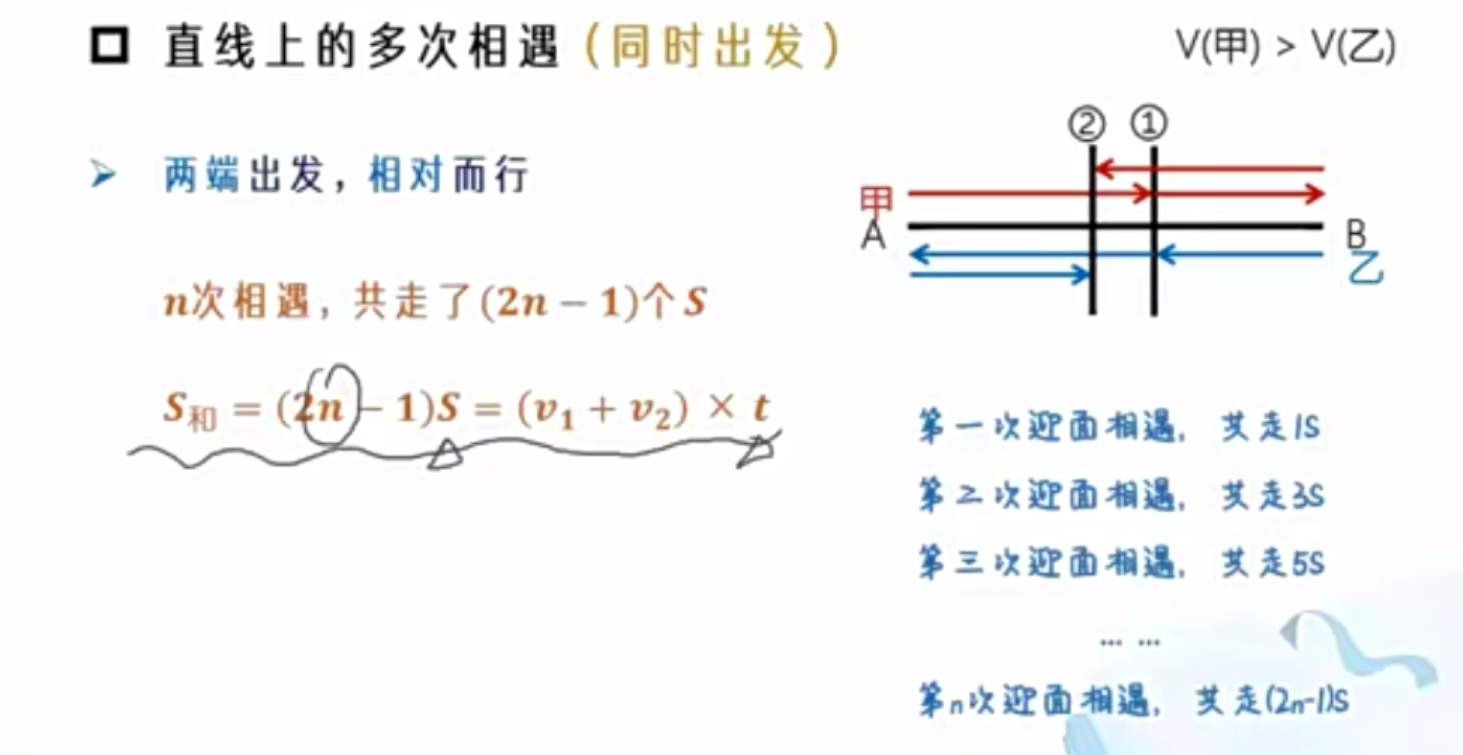 直线上的多次相遇（同时出发）
V(甲) > V(乙)
两端出发，相对而行
n次相遇，共走了(2n − 1)个S
S和 = (2n − 1)S = (v₁ + v₂) × t
② ①
甲
A
B
乙
第一次迎面相遇，共走1S
第二次迎面相遇，共走3S
第三次迎面相遇，共走5S
… …
第n次迎面相遇，共走(2n-1)S